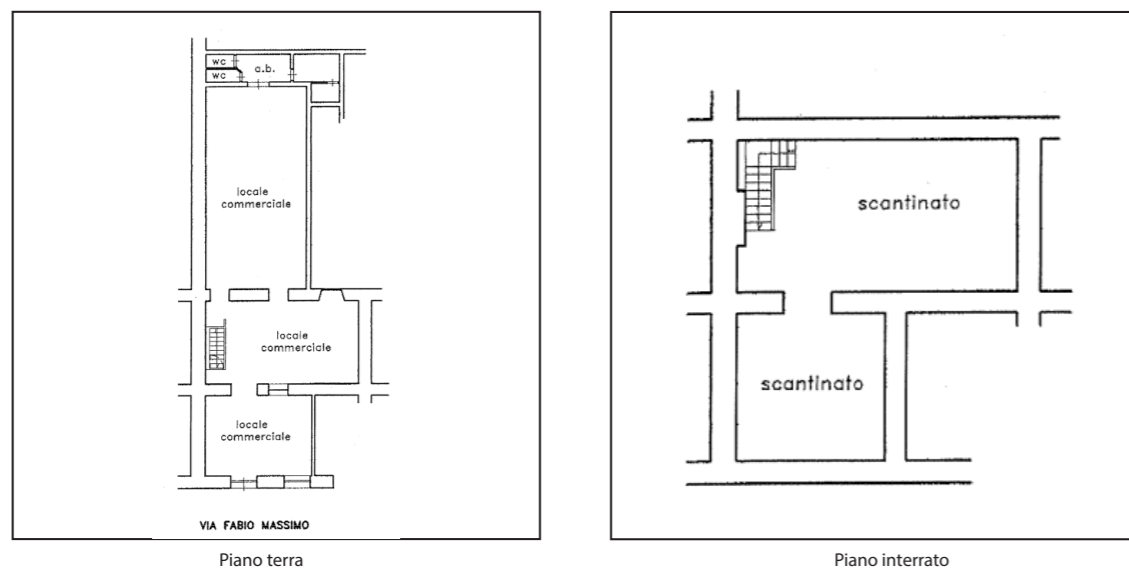 wc
wc
a.b.
locale
commerciale
locale
commerciale
locale
commerciale
VIA FABIO MASSIMO
Piano terra
scantinato
scantinato
Piano interrato